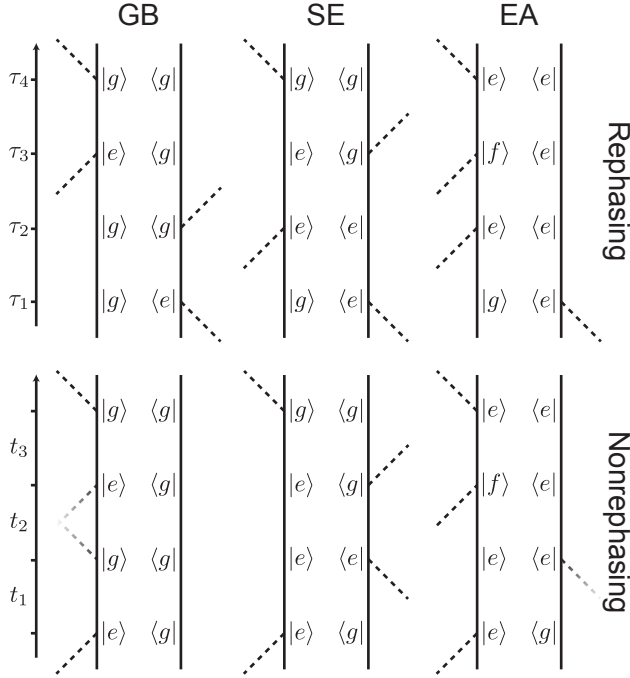 GB SE EA
τ₄ |g⟩ ⟨g| |g⟩ ⟨g| |e⟩ ⟨e|
τ₃ |e⟩ ⟨g| |e⟩ ⟨g| |f⟩ ⟨e|
τ₂ |g⟩ ⟨g| |e⟩ ⟨e| |e⟩ ⟨e|
τ₁ |g⟩ ⟨e| |g⟩ ⟨e| |g⟩ ⟨e|
Rephasing
|g⟩ ⟨g| |g⟩ ⟨g| |e⟩ ⟨e|
t₃
|e⟩ ⟨g| |e⟩ ⟨g| |f⟩ ⟨e|
t₂
|g⟩ ⟨g| |e⟩ ⟨e| |e⟩ ⟨e|
t₁
|e⟩ ⟨g| |e⟩ ⟨g| |e⟩ ⟨g|
Nonrephasing